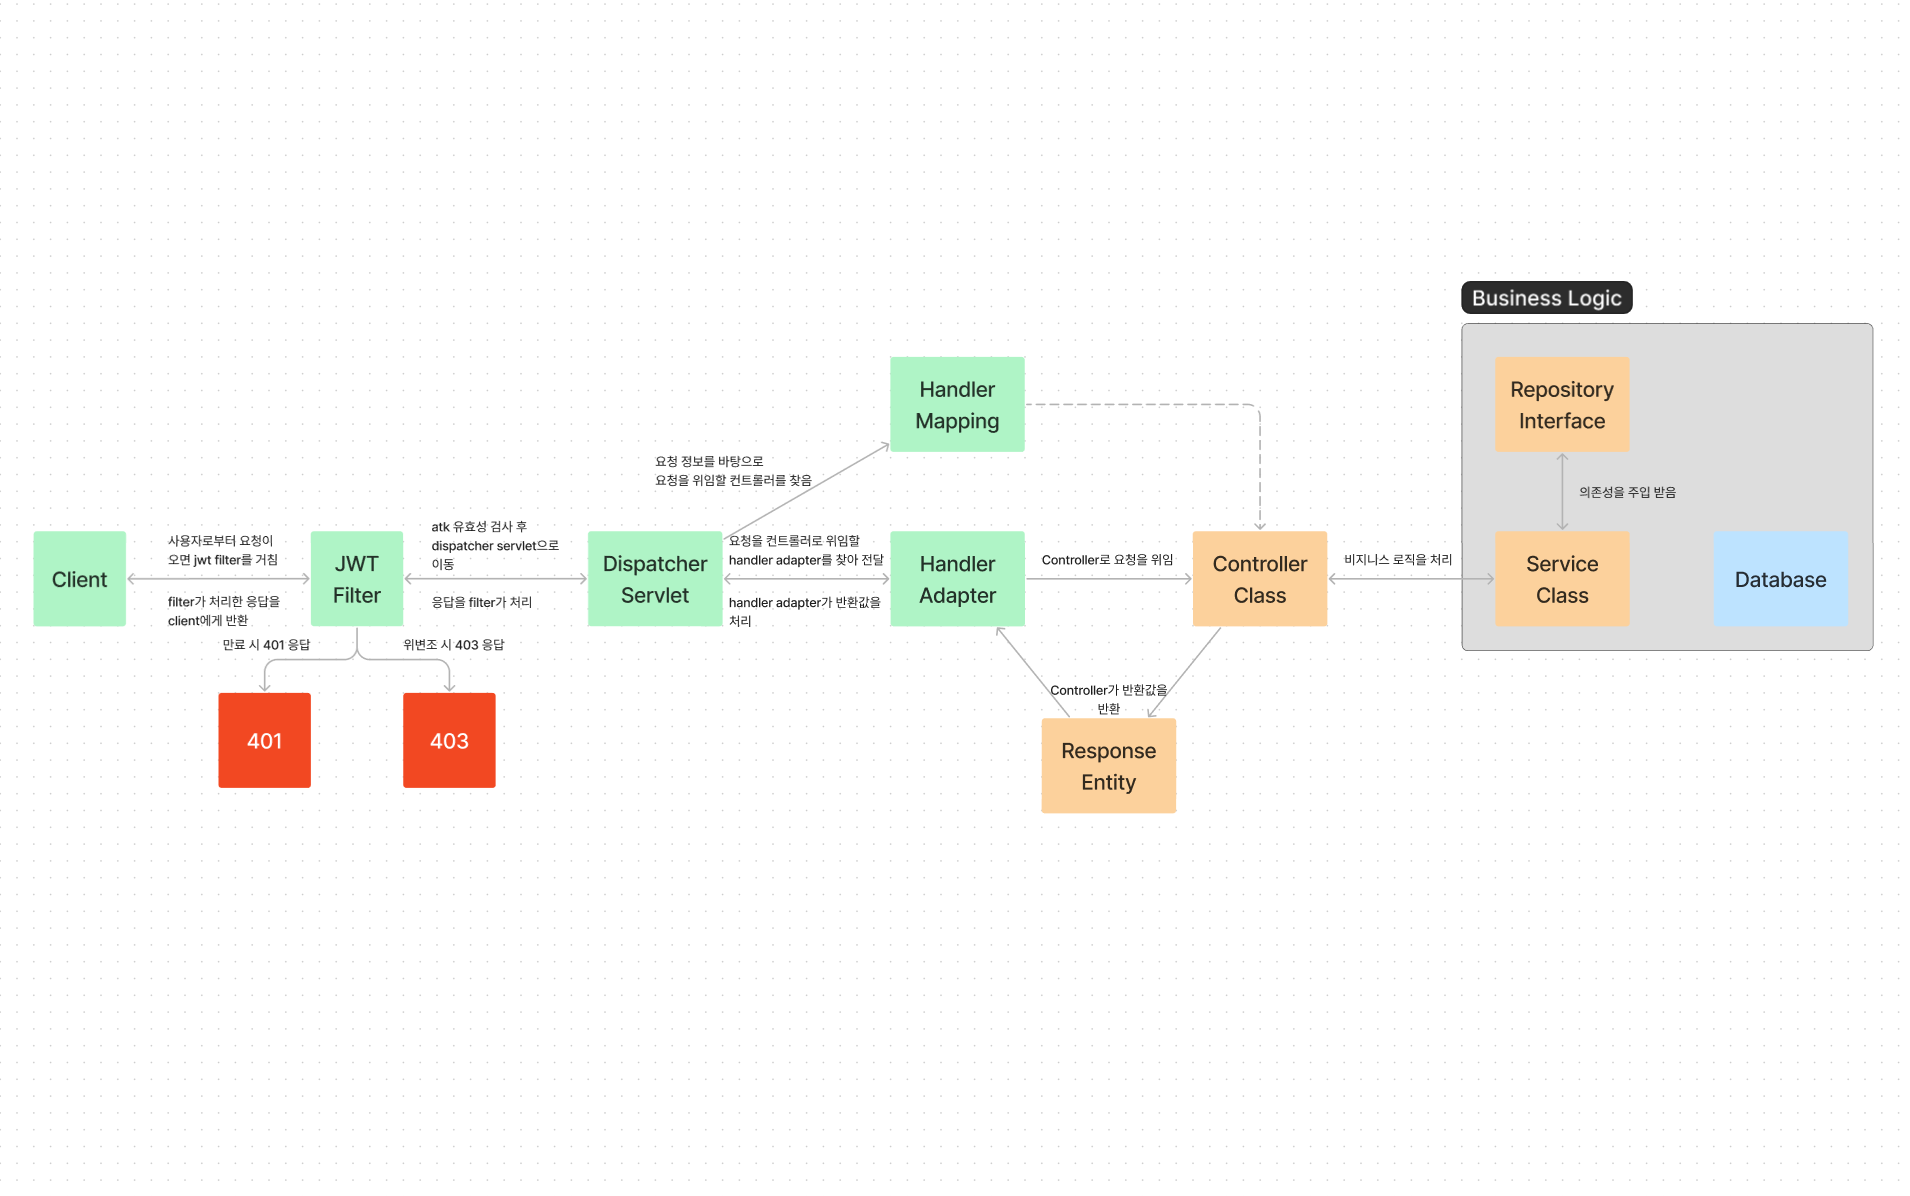 Business Logic
Handler
Mapping
Repository
Interface
요청 정보를 바탕으로
요청을 위임할 컨트롤러를 찾음
의존성을 주입 받음
Client
사용자로부터 요청이
오면 jwt filter를 거침
filter가 처리한 응답을
client에게 반환
JWT
Filter
atk 유효성 검사 후
dispatcher servlet으로
이동
응답을 filter가 처리
Dispatcher
Servlet
요청을 컨트롤러로 위임할
handler adapter를 찾아 전달
handler adapter가 반환값을
처리
Handler
Adapter
Controller로 요청을 위임
Controller
Class
비지니스 로직을 처리
Service
Class
Database
만료 시 401 응답
위변조 시 403 응답
401
403
Controller가 반환값을
반환
Response
Entity